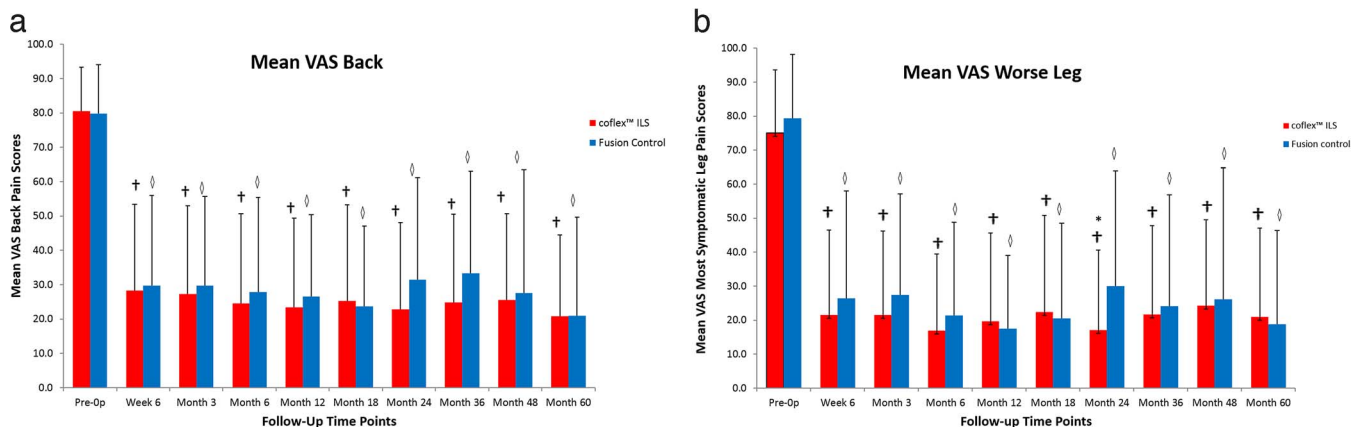 a
Mean VAS Back
Mean VAS Back Pain Scores
100.0
90.0
80.0
70.0
60.0
50.0
40.0
30.0
20.0
10.0
0.0
† ◊ † ◊ † ◊ † ◊ † ◊ † ◊ † ◊ † ◊ † ◊
coflex™ ILS
Fusion Control
Pre-Op Week 6 Month 3 Month 6 Month 12 Month 18 Month 24 Month 36 Month 48 Month 60
Follow-Up Time Points
b
Mean VAS Worse Leg
Mean VAS Most Symptomatic Leg Pain Scores
100.0
90.0
80.0
70.0
60.0
50.0
40.0
30.0
20.0
10.0
0.0
*
† ◊ † ◊ † ◊ † ◊ † ◊ † ◊ † ◊ † ◊ † ◊
coflex™ ILS
Fusion control
Pre-Op Week 6 Month 3 Month 6 Month 12 Month 18 Month 24 Month 36 Month 48 Month 60
Follow-up Time Points